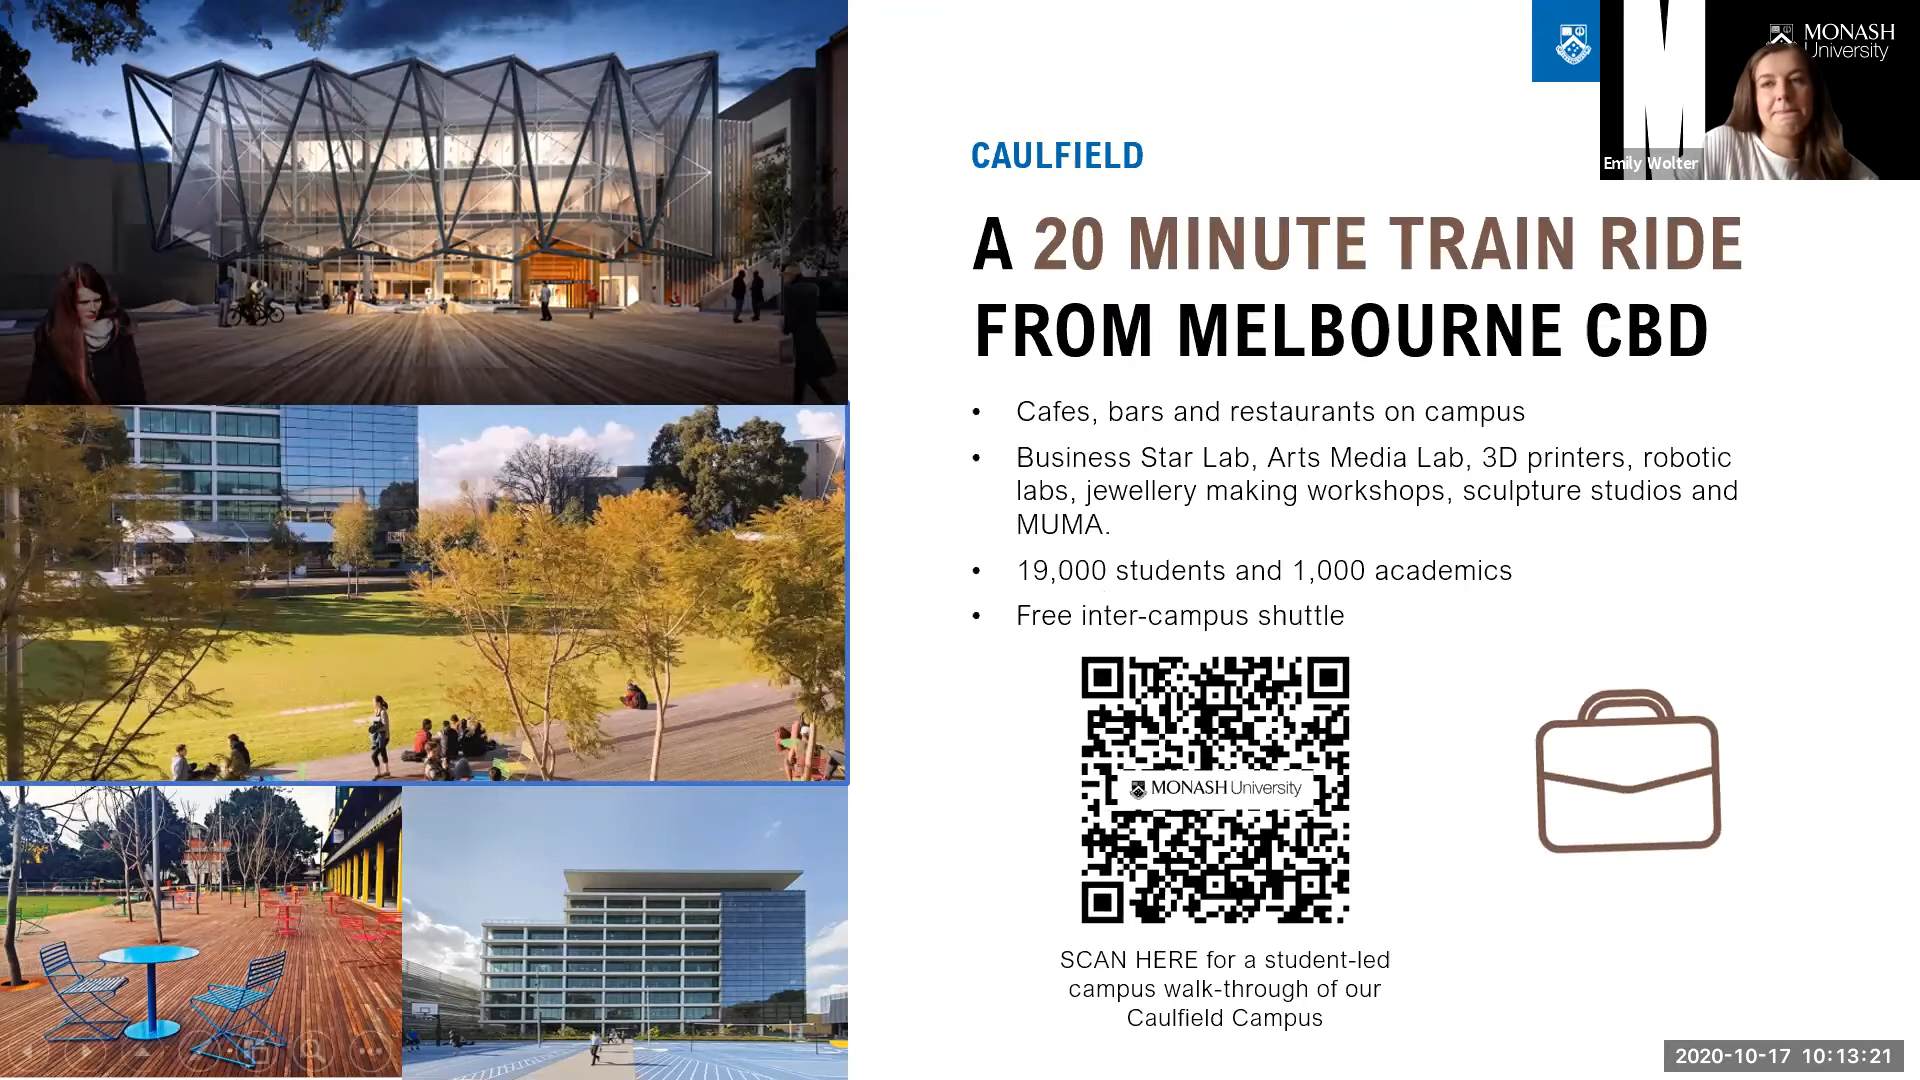 MONASH
University
Emily Wolter
CAULFIELD
A 20 MINUTE TRAIN RIDE
FROM MELBOURNE CBD
• Cafes, bars and restaurants on campus
• Business Star Lab, Arts Media Lab, 3D printers, robotic
labs, jewellery making workshops, sculpture studios and
MUMA.
• 19,000 students and 1,000 academics
• Free inter-campus shuttle
MONASH University
SCAN HERE for a student-led
campus walk-through of our
Caulfield Campus
2020-10-17 10:13:21